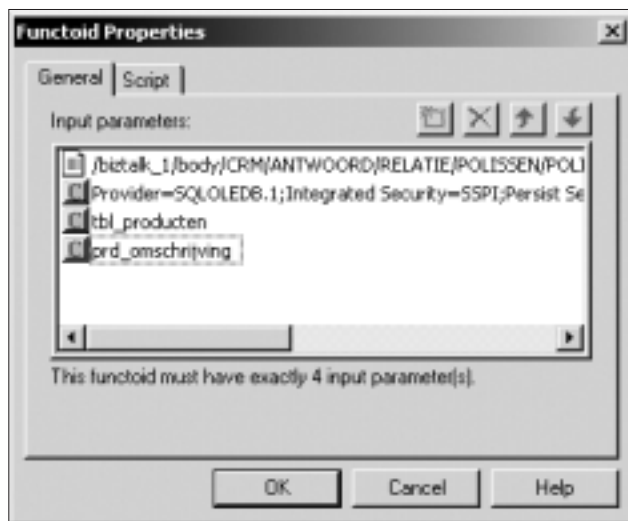 Functoid Properties
General Script
Input parameters:
/biztalk_1/body/CRM/ANTWOORD/RELATIE/POLISSEN/POLI
Provider=SQLOLEDB.1;Integrated Security=SSPI;Persist Se
tbl_producten
prd_omschrijving
This functoid must have exactly 4 input parameter(s).
OK Cancel Help